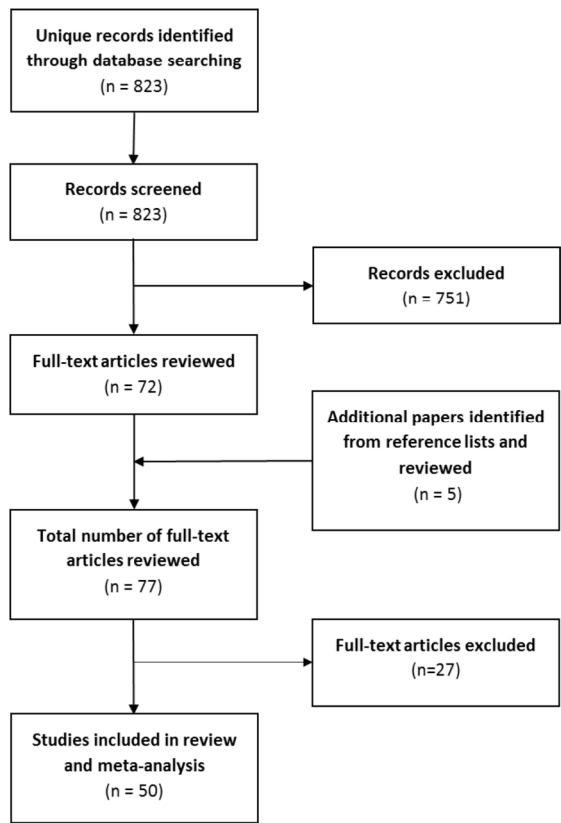 Unique records identified
through database searching
(n = 823)
Records screened
(n = 823)
Records excluded
(n = 751)
Full-text articles reviewed
(n = 72)
Additional papers identified
from reference lists and
reviewed
(n = 5)
Total number of full-text
articles reviewed
(n = 77)
Full-text articles excluded
(n=27)
Studies included in review
and meta-analysis
(n = 50)